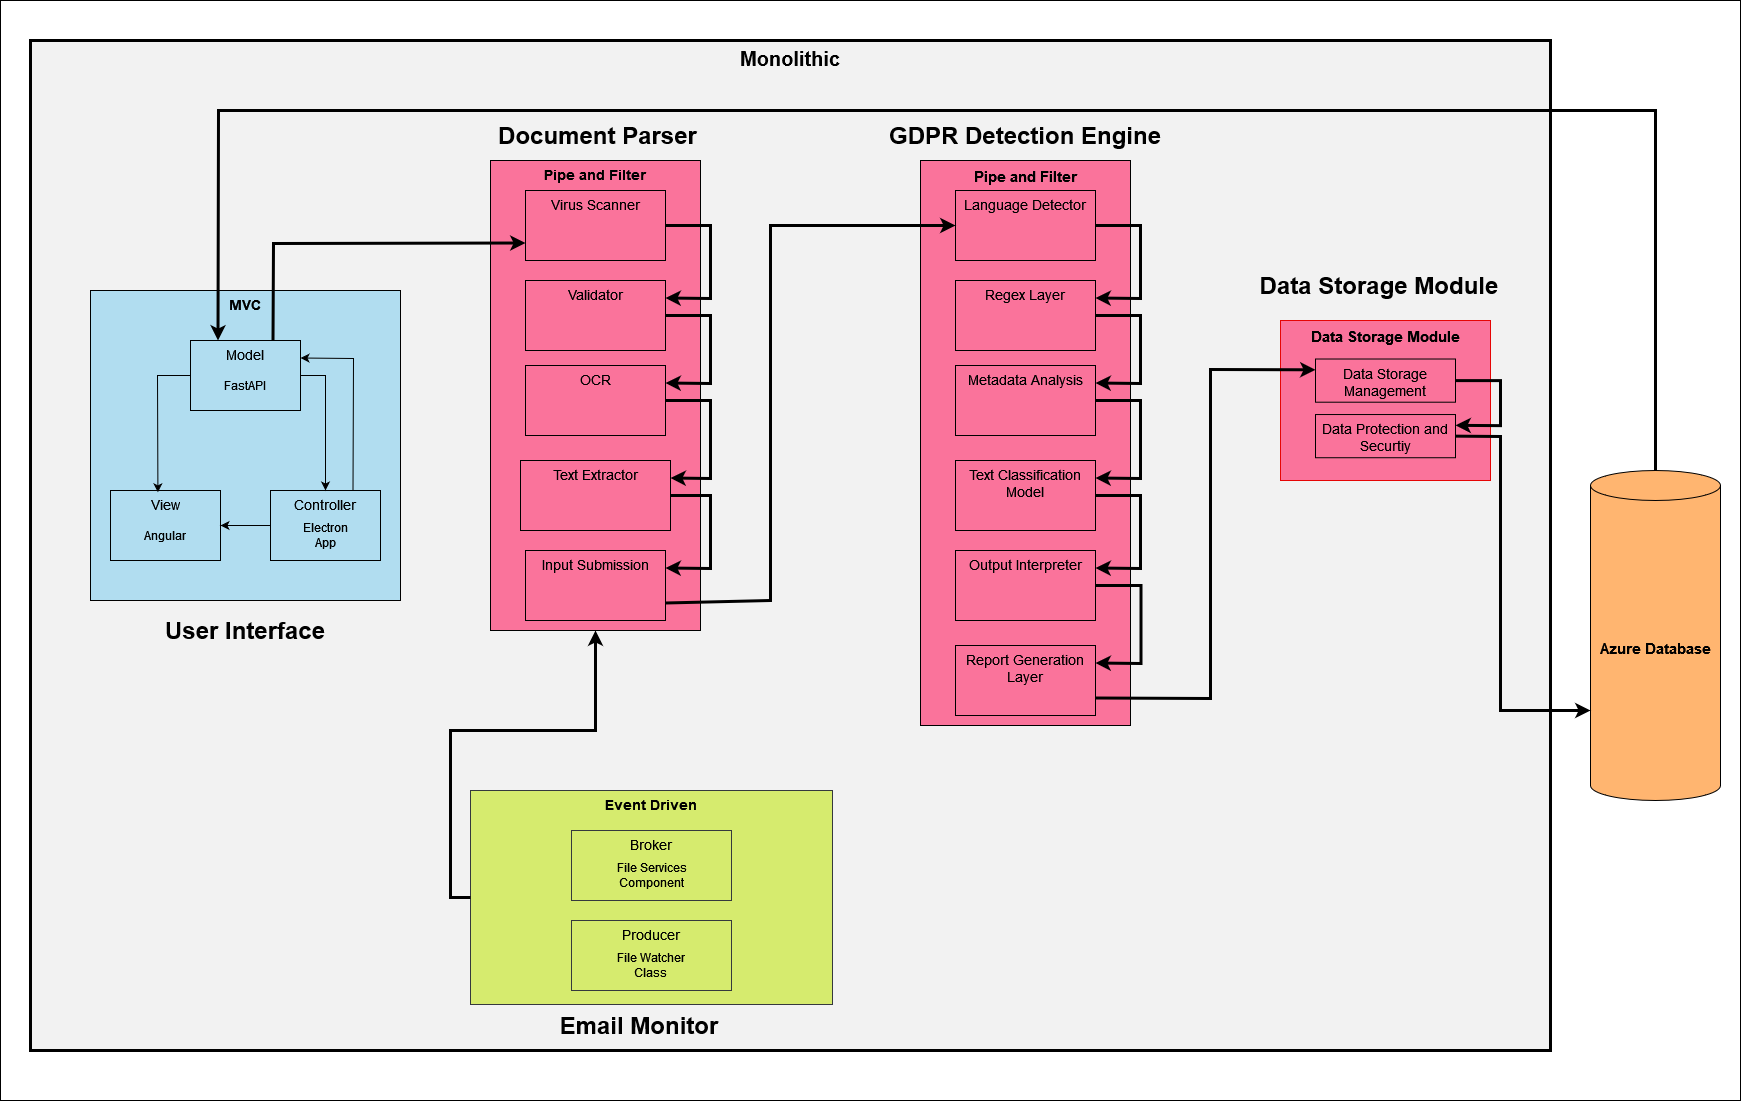 Monolithic
Document Parser
GDPR Detection Engine
Pipe and Filter
Virus Scanner
Validator
OCR
Text Extractor
Input Submission
Pipe and Filter
Language Detector
Regex Layer
Metadata Analysis
Text Classification
Model
Output Interpreter
Report Generation
Layer
Data Storage Module
Data Storage Module
Data Storage
Management
Data Protection and
Securtiy
MVC
Model
FastAPI
View
Angular
Controller
Electron
App
User Interface
Azure Database
Event Driven
Broker
File Services
Component
Producer
File Watcher
Class
Email Monitor